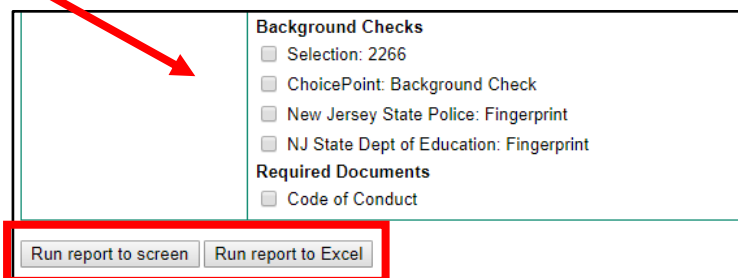 Background Checks
Selection: 2266
ChoicePoint: Background Check
New Jersey State Police: Fingerprint
NJ State Dept of Education: Fingerprint
Required Documents
Code of Conduct
Run report to screen Run report to Excel